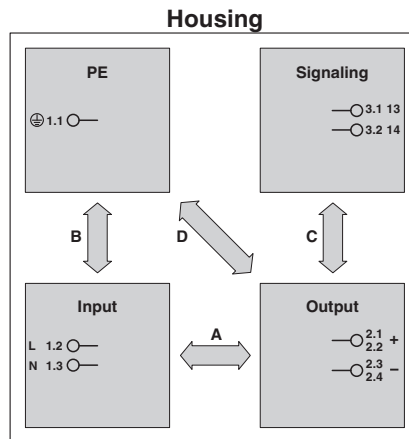 Housing
PE
Signaling
1.1
3.1 13
3.2 14
B
D
C
Input
Output
A
L 1.2
N 1.3
2.1
2.2 +
2.3
2.4 –